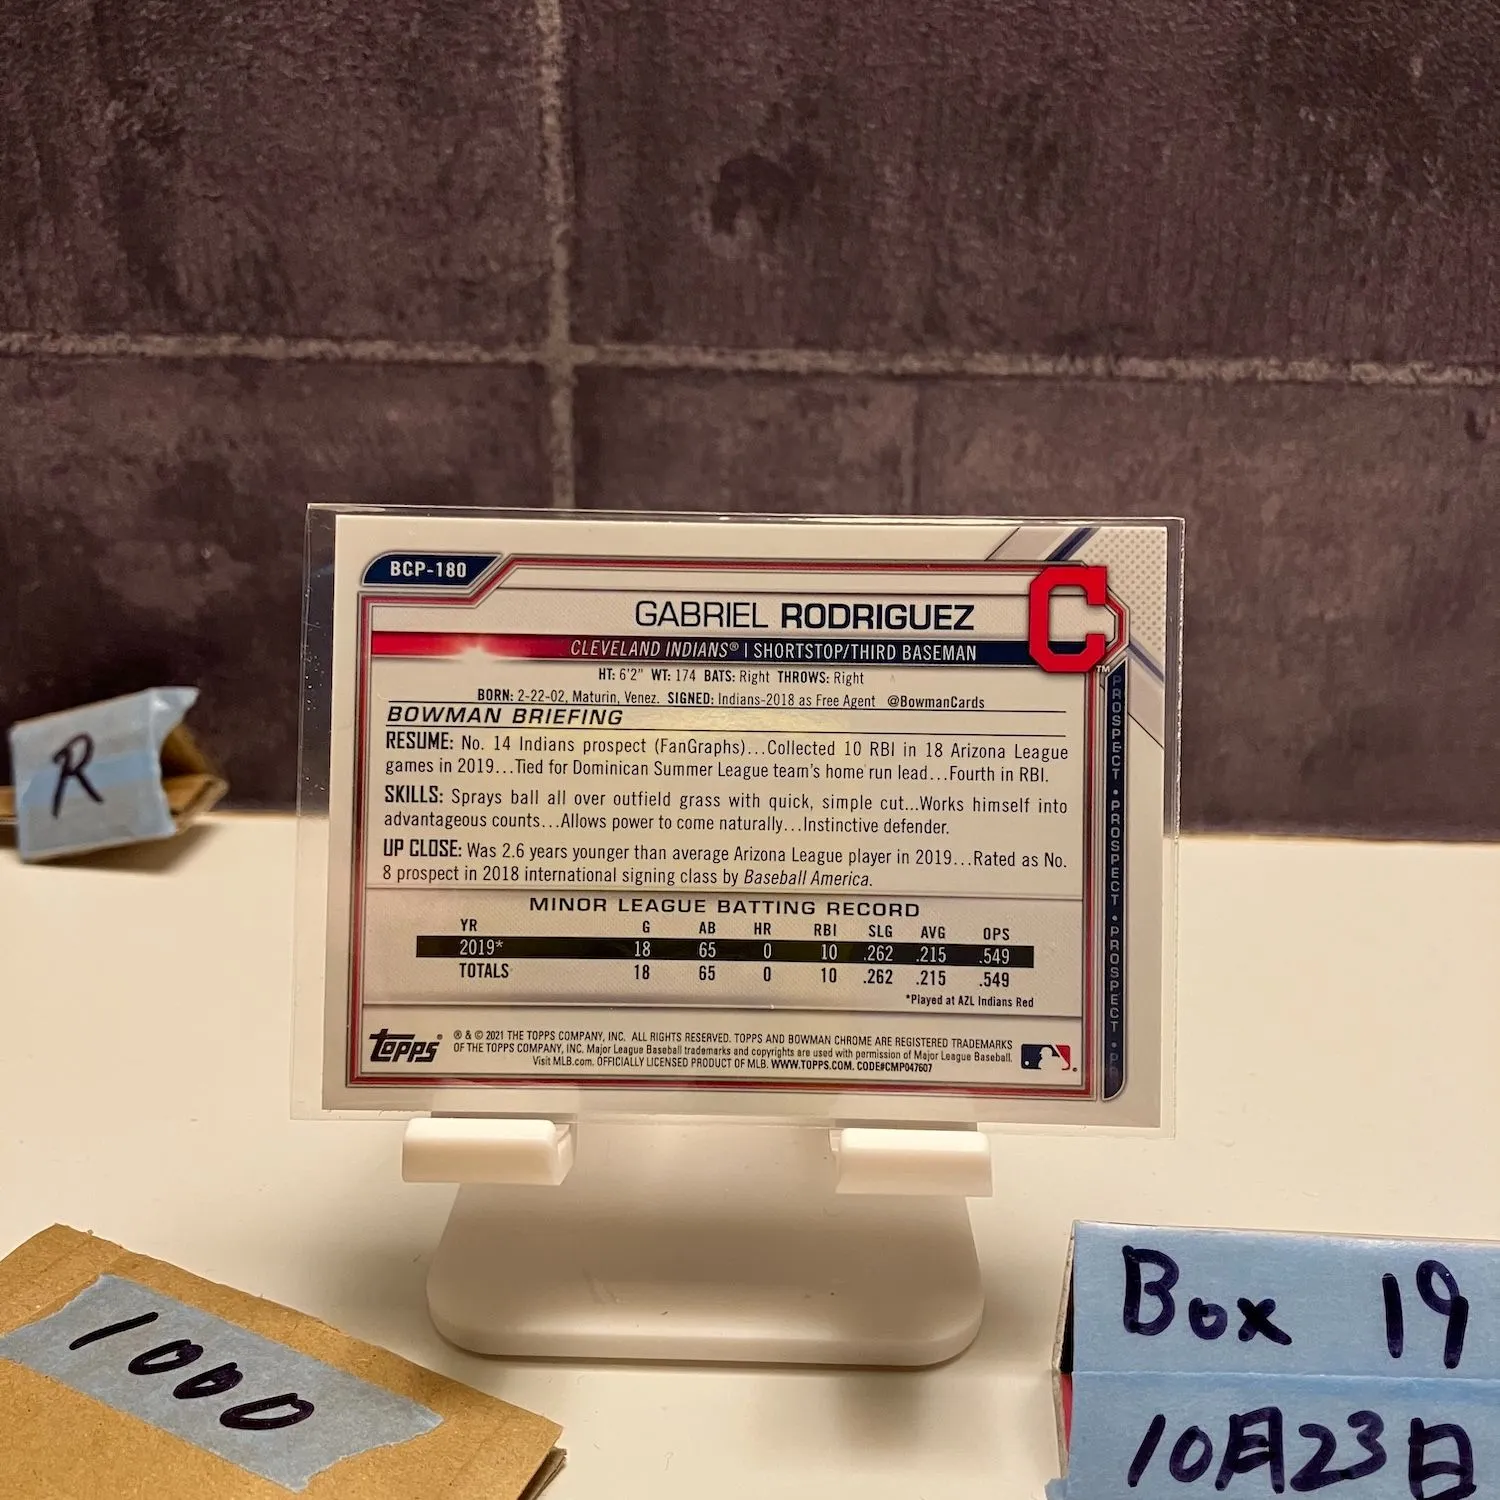 BCP-180
GABRIEL RODRIGUEZ
C
TM
CLEVELAND INDIANS® | SHORTSTOP/THIRD BASEMAN
HT: 6'2" WT: 174 BATS: Right THROWS: Right
BORN: 2-22-02, Maturin, Venez. SIGNED: Indians-2018 as Free Agent @BowmanCards
BOWMAN BRIEFING
RESUME: No. 14 Indians prospect (FanGraphs)...Collected 10 RBI in 18 Arizona League
games in 2019...Tied for Dominican Summer League team's home run lead...Fourth in RBI.
SKILLS: Sprays ball all over outfield grass with quick, simple cut...Works himself into
advantageous counts...Allows power to come naturally...Instinctive defender.
UP CLOSE: Was 2.6 years younger than average Arizona League player in 2019...Rated as No.
8 prospect in 2018 international signing class by Baseball America.
MINOR LEAGUE BATTING RECORD
YR G AB HR RBI SLG AVG OPS
2019* 18 65 0 10 .262 .215 .549
TOTALS 18 65 0 10 .262 .215 .549
*Played at AZL Indians Red
topps®
® & © 2021 THE TOPPS COMPANY, INC. ALL RIGHTS RESERVED. TOPPS AND BOWMAN CHROME ARE REGISTERED TRADEMARKS
OF THE TOPPS COMPANY, INC. Major League Baseball trademarks and copyrights are used with permission of Major League Baseball.
Visit MLB.com. OFFICIALLY LICENSED PRODUCT OF MLB. WWW.TOPPS.COM. CODE#CMP047607
PROSPECT • PROSPECT • PROSPECT • PR
R
1000
Box 19
10月23日